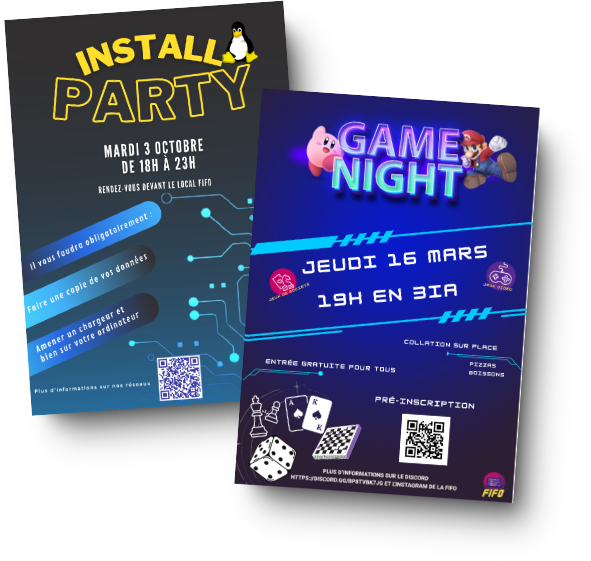 INSTALL
PARTY
MARDI 3 OCTOBRE
DE 18H À 23H
RENDEZ-VOUS DEVANT LE LOCAL FIFO
Il vous faudra obligatoirement :
Faire une copie de vos données
Amener un chargeur et
bien sur votre ordinateur
Plus d'informations sur nos réseaux
GAME
NIGHT
JEUDI 16 MARS
JEUX DE SOCIETE
JEUX VIDEO
19H EN 3IA
COLLATION SUR PLACE
PIZZAS
BOISSONS
ENTRÉE GRATUITE POUR TOUS
PRÉ-INSCRIPTION
A
K
PLUS D'INFORMATIONS SUR LE DISCORD
HTTPS://DISCORD.GG/8P8TVBK7JG ET L'INSTAGRAM DE LA FIFO
FIFO